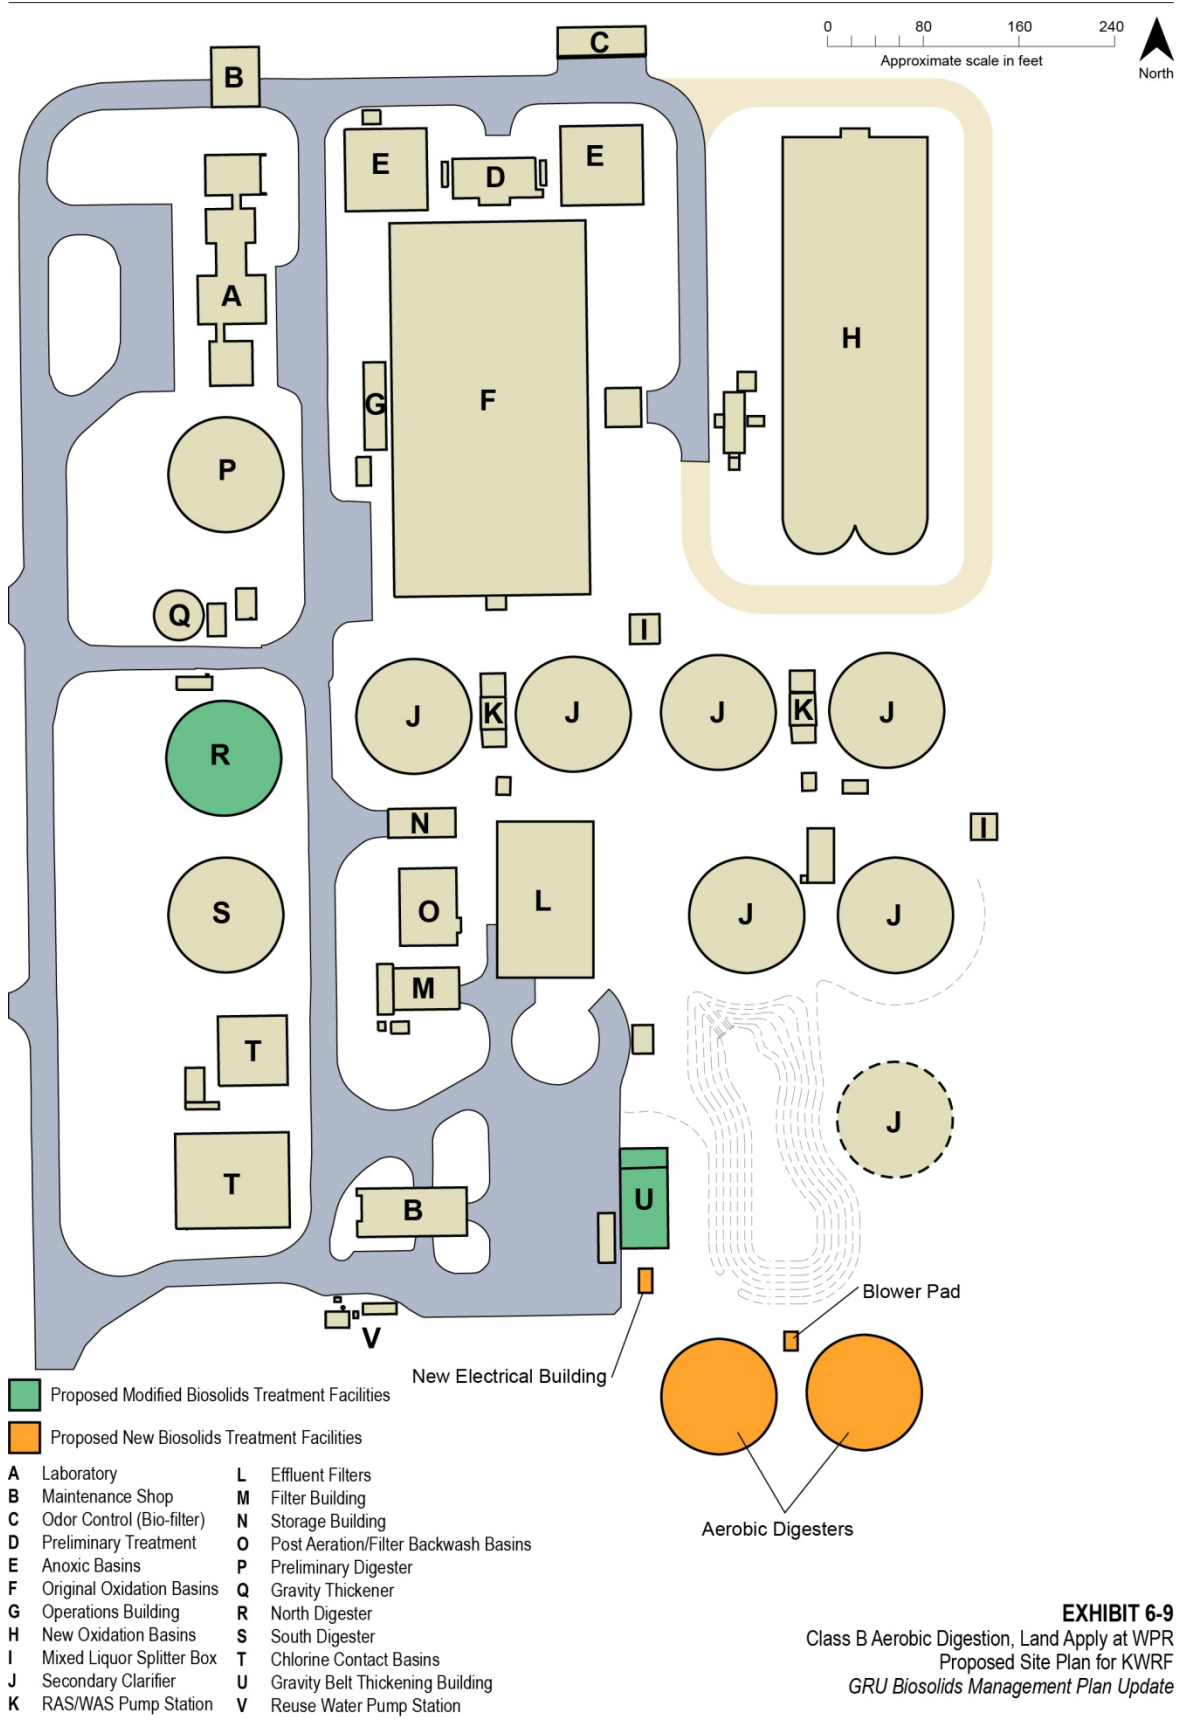 0 80 160 240
Approximate scale in feet
North
C
B
E
D
E
A
H
G
F
P
Q
I
J
K
J
J
K
J
R
N
I
S
O
L
J
J
M
T
J
T
B
U
Blower Pad
V
New Electrical Building
Aerobic Digesters
Proposed Modified Biosolids Treatment Facilities
Proposed New Biosolids Treatment Facilities
A Laboratory
B Maintenance Shop
C Odor Control (Bio-filter)
D Preliminary Treatment
E Anoxic Basins
F Original Oxidation Basins
G Operations Building
H New Oxidation Basins
I Mixed Liquor Splitter Box
J Secondary Clarifier
K RAS/WAS Pump Station
L Effluent Filters
M Filter Building
N Storage Building
O Post Aeration/Filter Backwash Basins
P Preliminary Digester
Q Gravity Thickener
R North Digester
S South Digester
T Chlorine Contact Basins
U Gravity Belt Thickening Building
V Reuse Water Pump Station
EXHIBIT 6-9
Class B Aerobic Digestion, Land Apply at WPR
Proposed Site Plan for KWRF
GRU Biosolids Management Plan Update